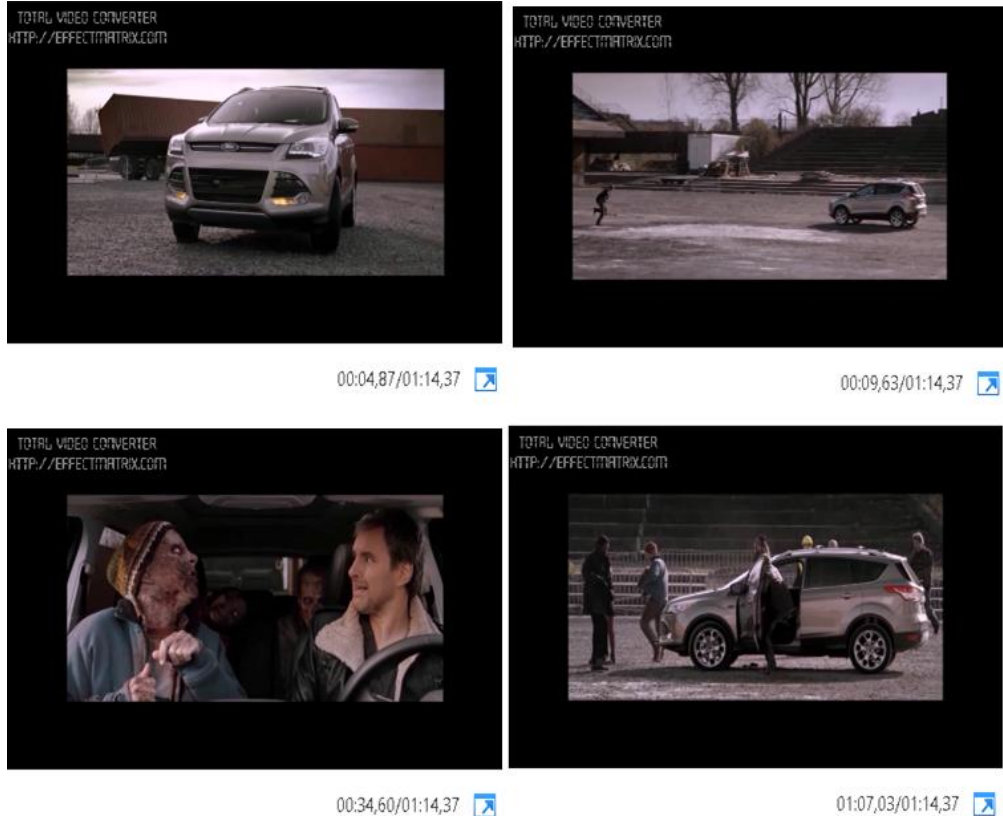 TOTAL VIDEO CONVERTER
HTTP://EFFECTMATRIX.COM
TOTAL VIDEO CONVERTER
HTTP://EFFECTMATRIX.COM
00:04,87/01:14,37
00:09,63/01:14,37
TOTAL VIDEO CONVERTER
HTTP://EFFECTMATRIX.COM
TOTAL VIDEO CONVERTER
HTTP://EFFECTMATRIX.COM
00:34,60/01:14,37
01:07,03/01:14,37